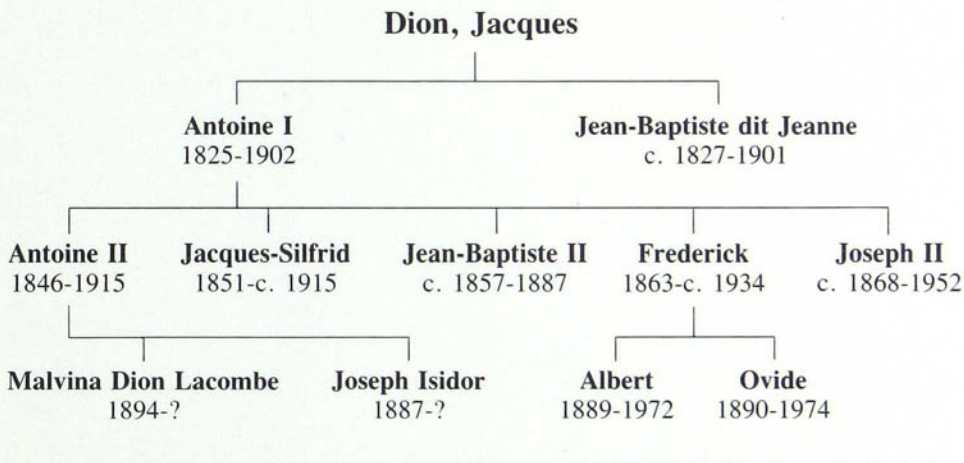 Dion, Jacques
Antoine I
1825-1902
Jean-Baptiste dit Jeanne
c. 1827-1901
Antoine II
1846-1915
Jacques-Silfrid
1851-c. 1915
Jean-Baptiste II
c. 1857-1887
Frederick
1863-c. 1934
Joseph II
c. 1868-1952
Malvina Dion Lacombe
1894-?
Joseph Isidor
1887-?
Albert
1889-1972
Ovide
1890-1974